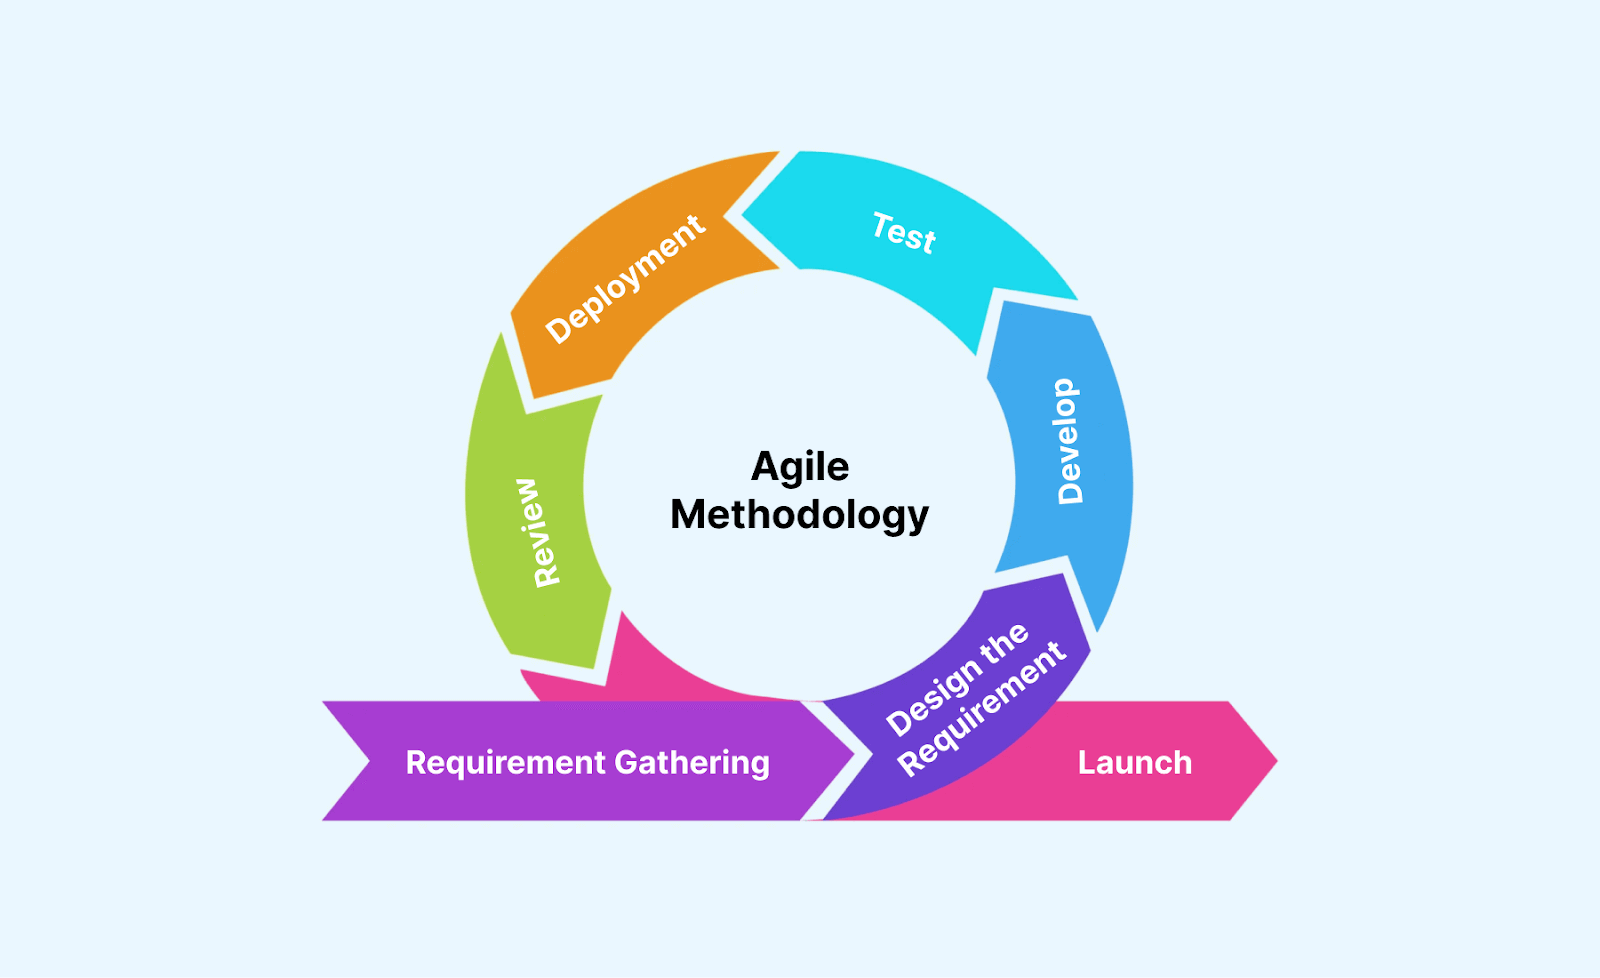 Test
Deployment
Develop
Agile
Methodology
Review
Design the
Requirement
Requirement Gathering
Launch